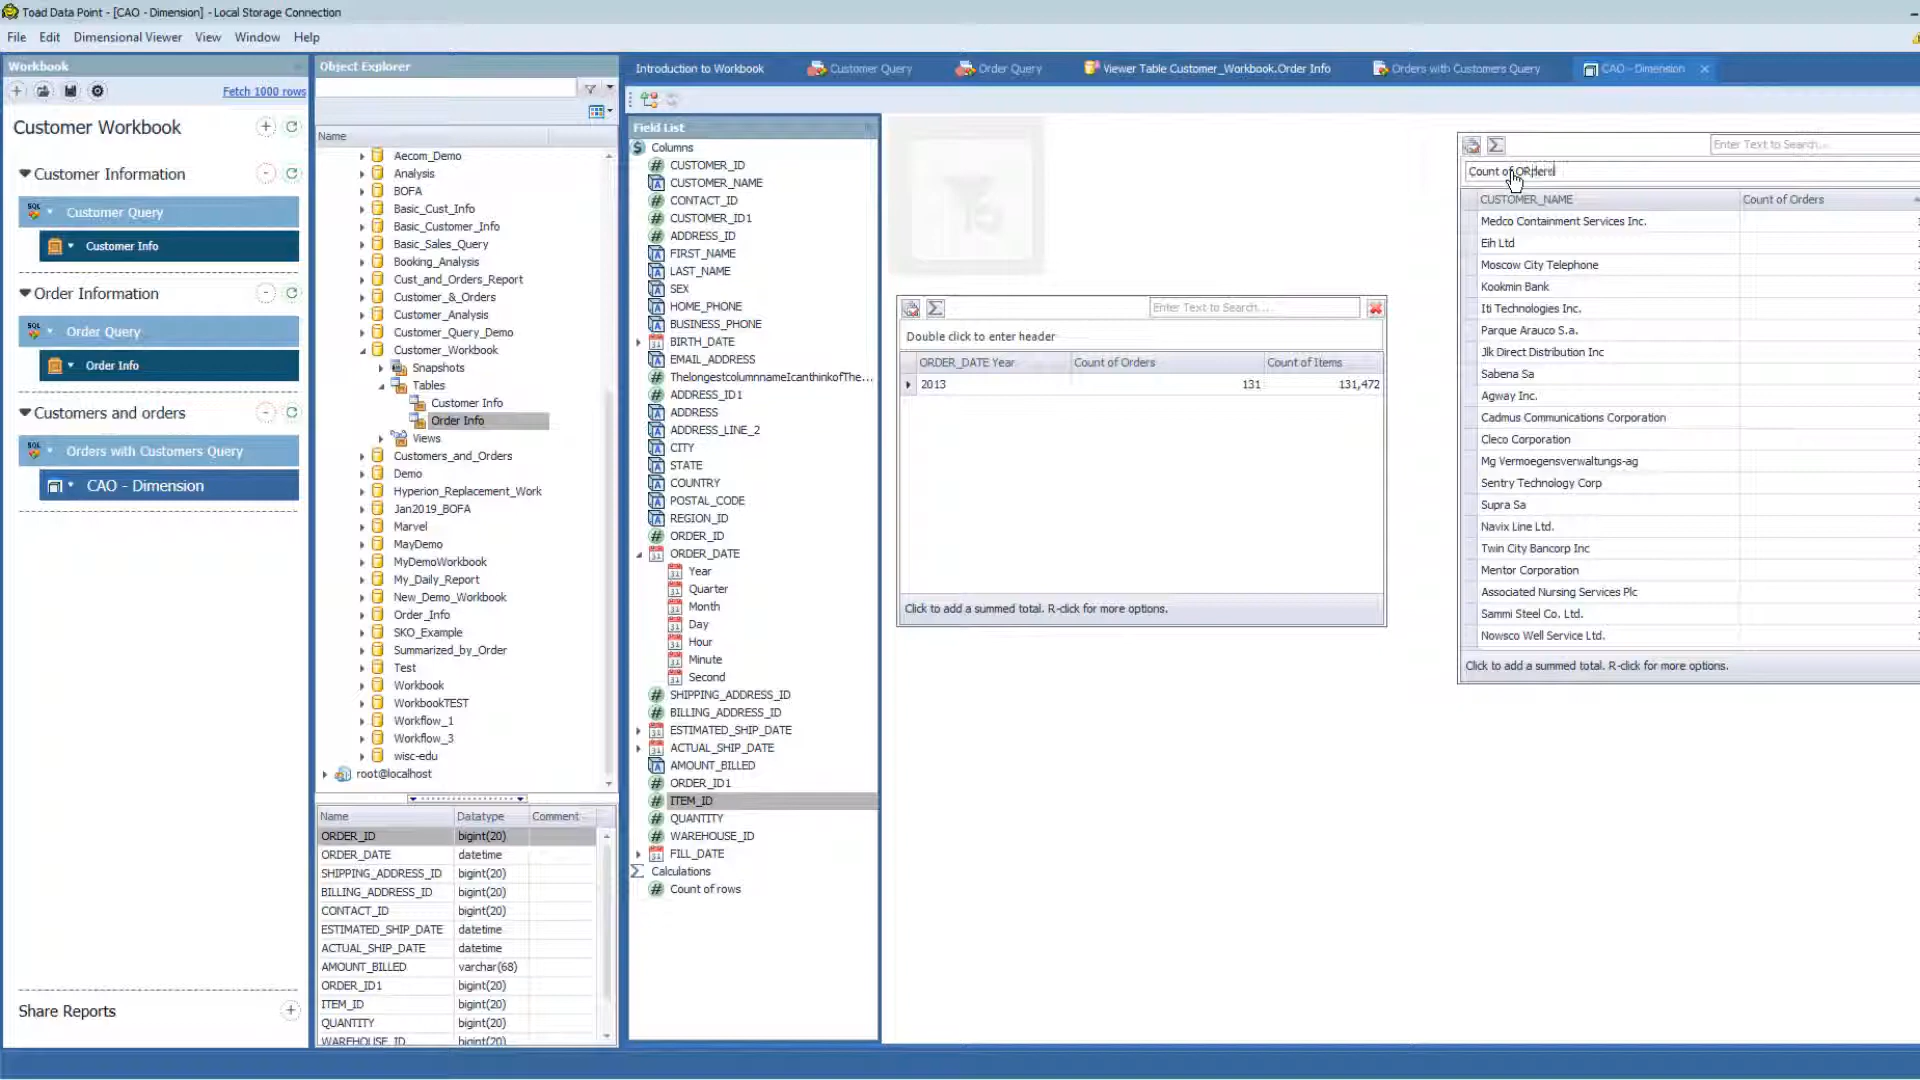 Toad Data Point - [CAO - Dimension] - Local Storage Connection
File Edit Dimensional Viewer View Window Help
Workbook
Fetch 1000 rows
Customer Workbook
Customer Information
SQL Customer Query
Customer Info
Order Information
SQL Order Query
Order Info
Customers and orders
SQL Orders with Customers Query
CAO - Dimension
Share Reports
Object Explorer
Name
Aecom_Demo
Analysis
BOFA
Basic_Cust_Info
Basic_Customer_Info
Basic_Sales_Query
Booking_Analysis
Cust_and_Orders_Report
Customer_&_Orders
Customer_Analysis
Customer_Query_Demo
Customer_Workbook
Snapshots
Tables
Customer Info
Order Info
Views
Customers_and_Orders
Demo
Hyperion_Replacement_Work
Jan2019_BOFA
Marvel
MayDemo
MyDemoWorkbook
My_Daily_Report
New_Demo_Workbook
Order_Info
SKO_Example
Summarized_by_Order
Test
Workbook
WorkbookTEST
Workflow_1
Workflow_3
wisc-edu
root@localhost
Name Datatype Comment
ORDER_ID bigint(20)
ORDER_DATE datetime
SHIPPING_ADDRESS_ID bigint(20)
BILLING_ADDRESS_ID bigint(20)
CONTACT_ID bigint(20)
ESTIMATED_SHIP_DATE datetime
ACTUAL_SHIP_DATE datetime
AMOUNT_BILLED varchar(68)
ORDER_ID1 bigint(20)
ITEM_ID bigint(20)
QUANTITY bigint(20)
WAREHOUSE_ID bigint(20)
Introduction to Workbook Customer Query Order Query Viewer Table Customer_Workbook.Order Info Orders with Customers Query CAO - Dimension
Field List
Columns
CUSTOMER_ID
CUSTOMER_NAME
CONTACT_ID
CUSTOMER_ID1
ADDRESS_ID
FIRST_NAME
LAST_NAME
SEX
HOME_PHONE
BUSINESS_PHONE
BIRTH_DATE
EMAIL_ADDRESS
ThelongestcolumnnameIcanthinkofThe...
ADDRESS_ID1
ADDRESS
ADDRESS_LINE_2
CITY
STATE
COUNTRY
POSTAL_CODE
REGION_ID
ORDER_ID
ORDER_DATE
Year
Quarter
Month
Day
Hour
Minute
Second
SHIPPING_ADDRESS_ID
BILLING_ADDRESS_ID
ESTIMATED_SHIP_DATE
ACTUAL_SHIP_DATE
AMOUNT_BILLED
ORDER_ID1
ITEM_ID
QUANTITY
WAREHOUSE_ID
FILL_DATE
Calculations
Count of rows
Enter Text to Search...
Double click to enter header
ORDER_DATE Year Count of Orders Count of Items
2013 131 131,472
Click to add a summed total. R-click for more options.
Enter Text to Search...
Count of
CUSTOMER_NAME Count of Orders
Medco Containment Services Inc.
Eih Ltd
Moscow City Telephone
Kookmin Bank
Iti Technologies Inc.
Parque Arauco S.a.
Jlk Direct Distribution Inc
Sabena Sa
Agway Inc.
Cadmus Communications Corporation
Cleco Corporation
Mg Vermoegensverwaltungs-ag
Sentry Technology Corp
Supra Sa
Navix Line Ltd.
Twin City Bancorp Inc
Mentor Corporation
Associated Nursing Services Plc
Sammi Steel Co. Ltd.
Nowsco Well Service Ltd.
Click to add a summed total. R-click for more options.